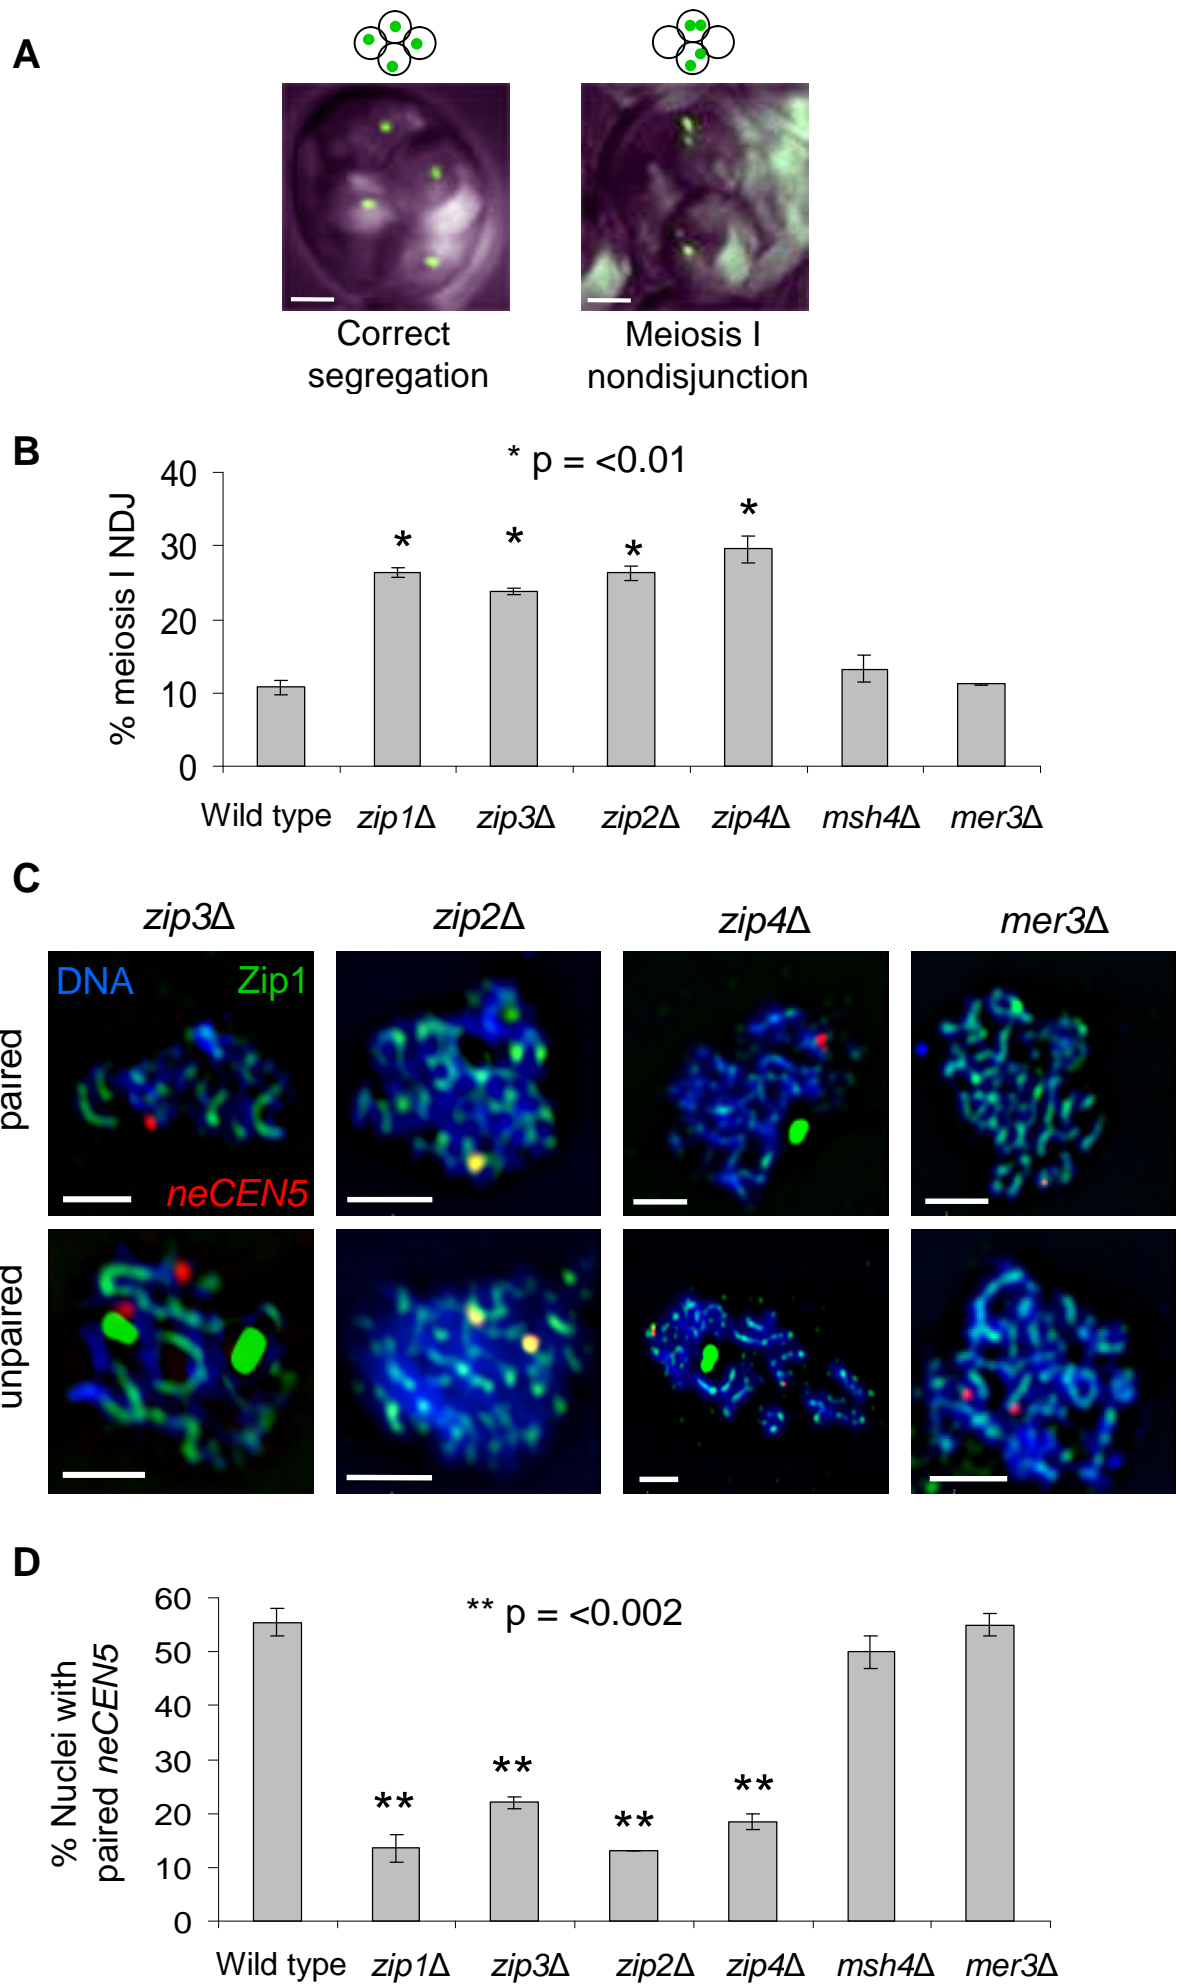 A
Correct
segregation
Meiosis I
nondisjunction
B
* p = <0.01
% meiosis I NDJ
40
30
20
10
0
* * * *
Wild type zip1Δ zip3Δ zip2Δ zip4Δ msh4Δ mer3Δ
C
zip3Δ zip2Δ zip4Δ mer3Δ
paired
DNA Zip1
neCEN5
unpaired
D
** p = <0.002
% Nuclei with
paired neCEN5
60
50
40
30
20
10
0
** ** ** **
Wild type zip1Δ zip3Δ zip2Δ zip4Δ msh4Δ mer3Δ